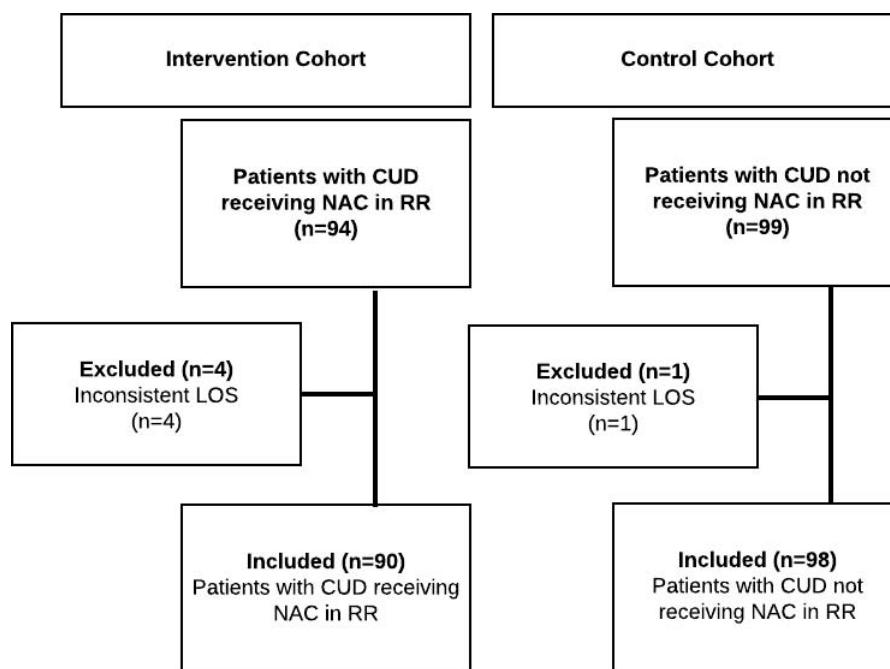 Intervention Cohort
Control Cohort
Patients with CUD
receiving NAC in RR
(n=94)
Patients with CUD not
receiving NAC in RR
(n=99)
Excluded (n=4)
Inconsistent LOS
(n=4)
Excluded (n=1)
Inconsistent LOS
(n=1)
Included (n=90)
Patients with CUD receiving
NAC in RR
Included (n=98)
Patients with CUD not
receiving NAC in RR